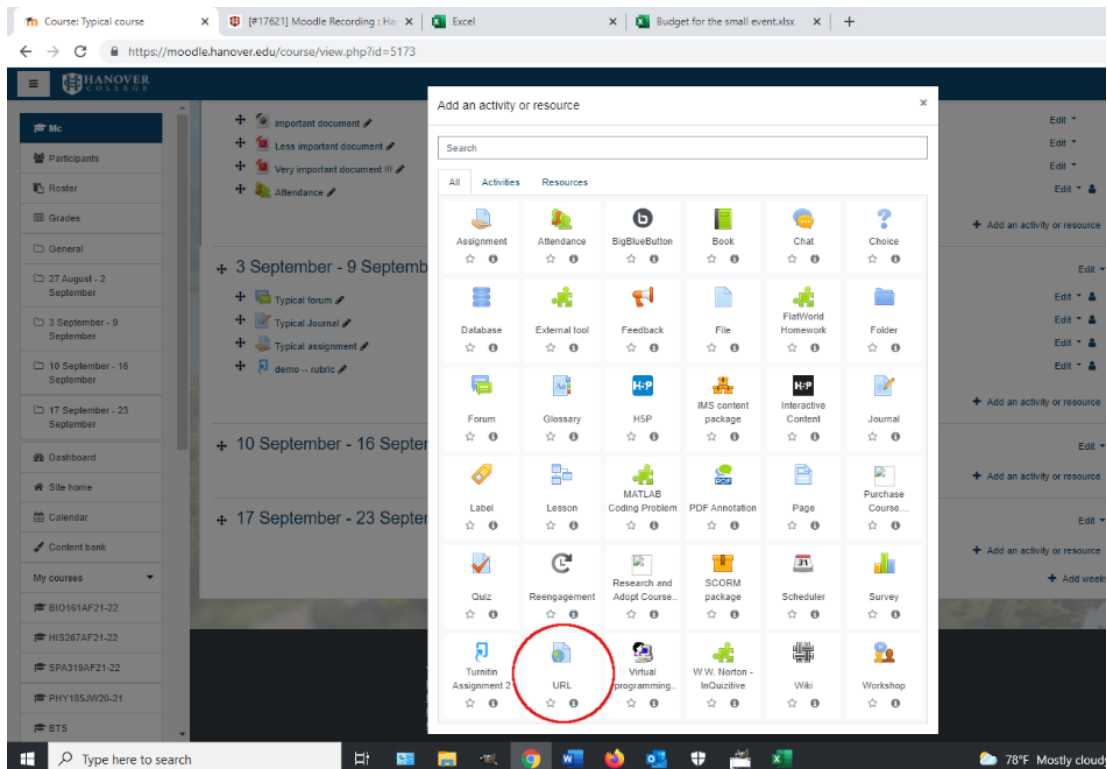 Course: Typical course
[#17621] Moodle Recording : Ha
Excel
Budget for the small event.xlsx
https://moodle.hanover.edu/course/view.php?id=5173
HANOVER
COLLEGE
Mc
Participants
Roster
Grades
General
27 August - 2
September
3 September - 9
September
10 September - 16
September
17 September - 23
September
Dashboard
Site home
Calendar
Content bank
My courses
BIO161AF21-22
HIS267AF21-22
SPA319AF21-22
PHY185JW20-21
BTS
important document
Edit
Less important document
Edit
Very important document !!!
Edit
Attendance
Edit
+ Add an activity or resource
3 September - 9 Septemb
Edit
Typical forum
Edit
Typical Journal
Edit
Typical assignment
Edit
demo -- rubric
Edit
+ Add an activity or resource
10 September - 16 Septer
Edit
+ Add an activity or resource
17 September - 23 Septer
Edit
+ Add an activity or resource
+ Add week
Add an activity or resource
Search
All Activities Resources
Assignment
Attendance
BigBlueButton
Book
Chat
Choice
Database
External tool
Feedback
File
FlatWorld
Homework
Folder
Forum
Glossary
H5P
H5P
IMS content
package
H5P
Interactive
Content
Journal
Label
Lesson
MATLAB
Coding Problem
PDF
PDF Annotation
Page
Purchase
Course...
Quiz
Reengagement
Research and
Adopt Course..
SCORM
package
31
Scheduler
Survey
Turnitin
Assignment 2
URL
Virtual
programming..
W.W. Norton -
InQuizitive
Wiki
Workshop
Type here to search
78°F Mostly cloudy